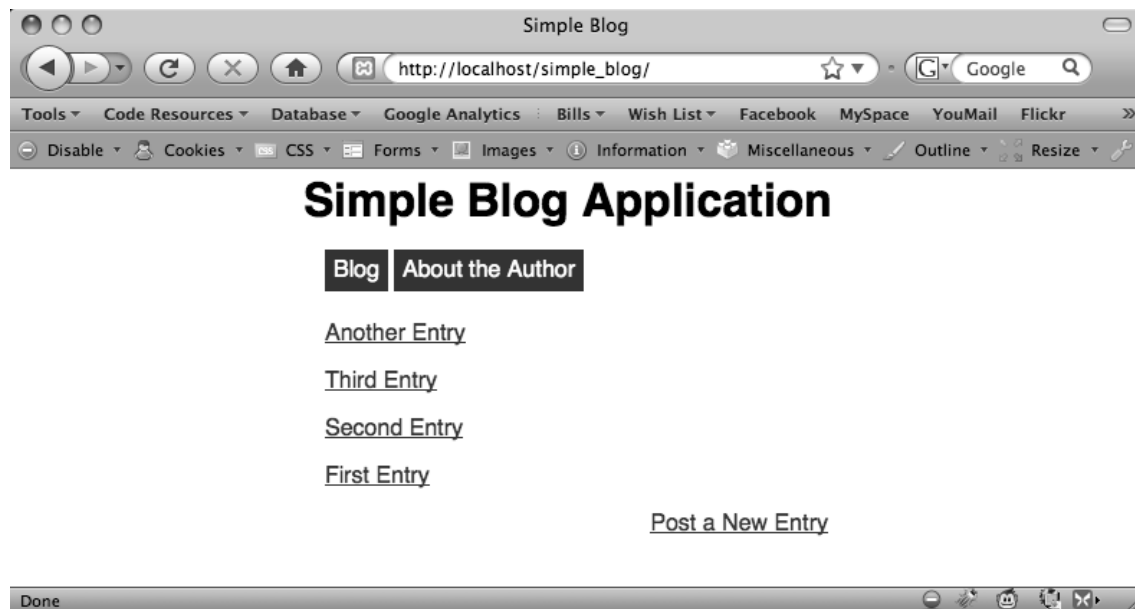 Simple Blog
http://localhost/simple_blog/
G Google
Tools Code Resources Database Google Analytics Bills Wish List Facebook MySpace YouMail Flickr »
Disable Cookies CSS CSS Forms Images Information Miscellaneous Outline Resize
Simple Blog Application
Blog About the Author
Another Entry
Third Entry
Second Entry
First Entry
Post a New Entry
Done